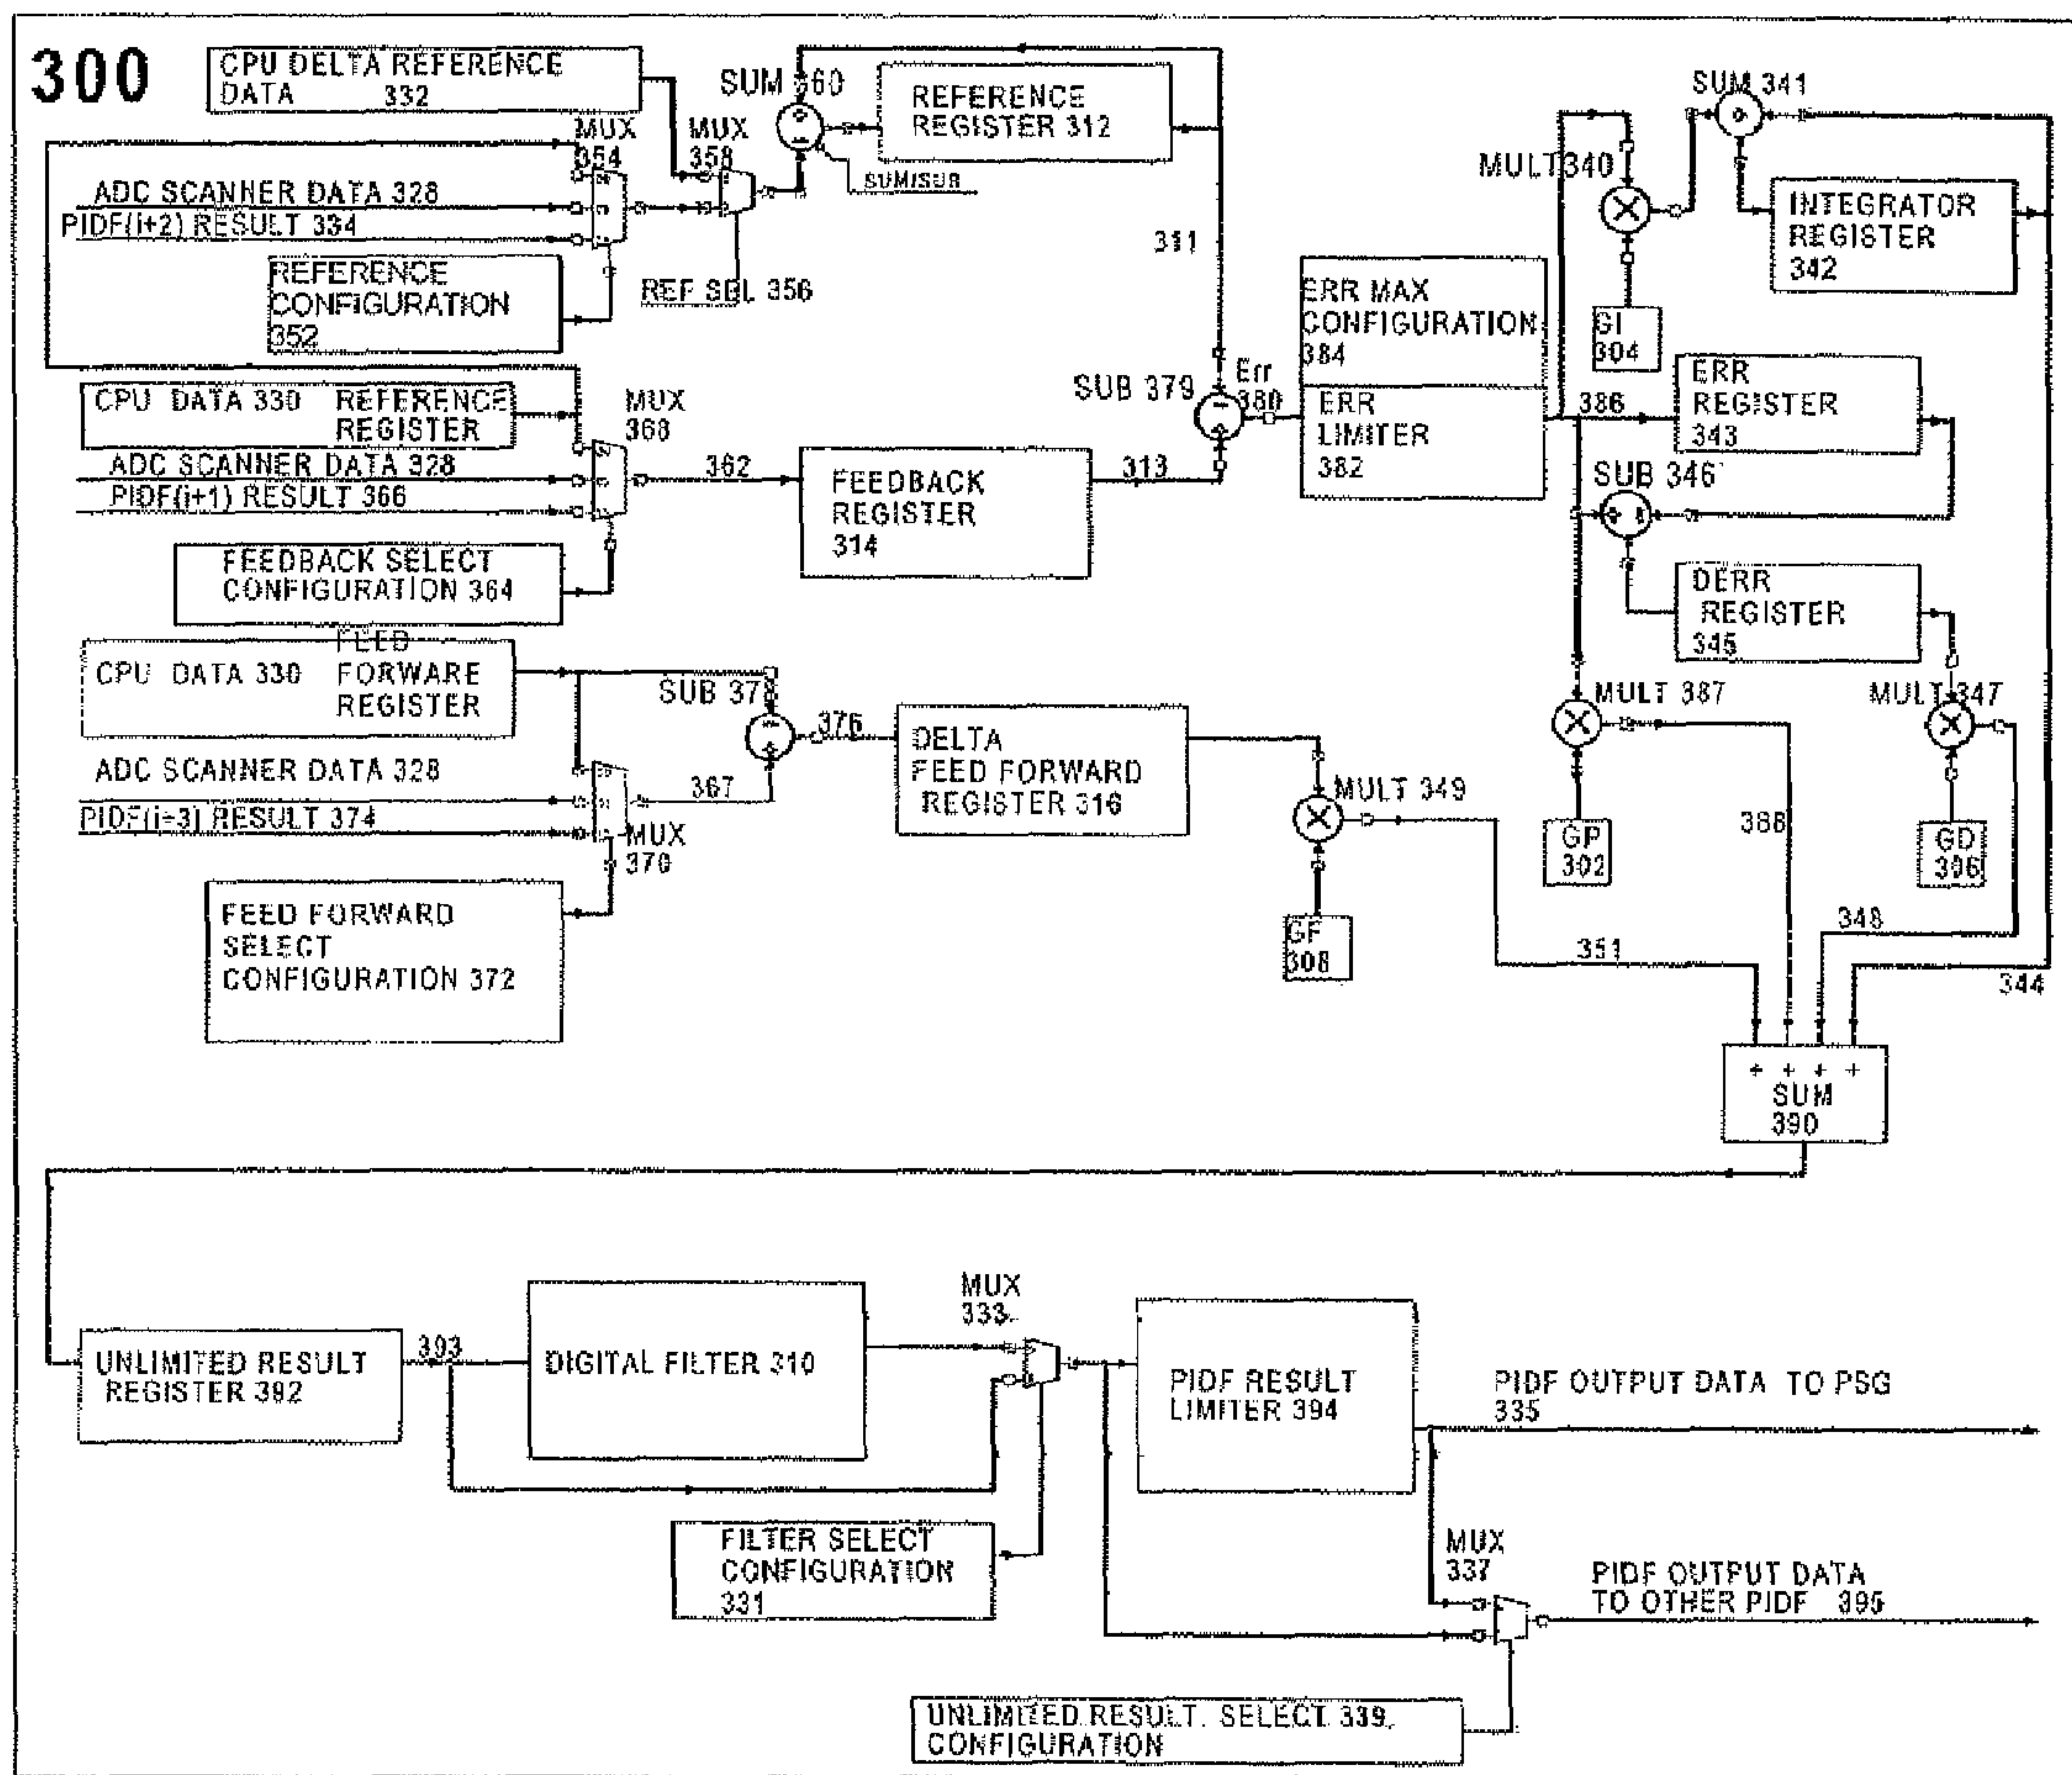 300
CPU DELTA REFERENCE
DATA 332
MUX
354
MUX
358
SUM 360
REFERENCE
REGISTER 312
SUM/SUB
ADC SCANNER DATA 328
PIDF(i+2) RESULT 334
REFERENCE
CONFIGURATION
352
REF SEL 356
311
SUM 341
MULT 340
INTEGRATOR
REGISTER
342
GI
304
ERR MAX
CONFIGURATION
384
ERR
LIMITER
382
SUB 379
Err
380
386
ERR
REGISTER
343
CPU DATA 330 REFERENCE
REGISTER
MUX
368
ADC SCANNER DATA 328
PIDF(i+1) RESULT 366
362
FEEDBACK
REGISTER
314
313
FEEDBACK SELECT
CONFIGURATION 364
SUB 346
DERR
REGISTER
345
FEED
CPU DATA 330 FORWARE
REGISTER
SUB 37
376
DELTA
FEED FORWARD
REGISTER 316
ADC SCANNER DATA 328
PIDF(i+3) RESULT 374
367
MUX
370
FEED FORWARD
SELECT
CONFIGURATION 372
MULT 349
GF
308
MULT 387
MULT 347
GP
302
GD
306
388
348
351
344
+ + + +
SUM
390
UNLIMITED RESULT
REGISTER 392
393
DIGITAL FILTER 310
MUX
333
PIDF RESULT
LIMITER 394
PIDF OUTPUT DATA TO PSG
335
FILTER SELECT
CONFIGURATION
331
MUX
337
PIDF OUTPUT DATA
TO OTHER PIDF 395
UNLIMITED RESULT SELECT 339
CONFIGURATION